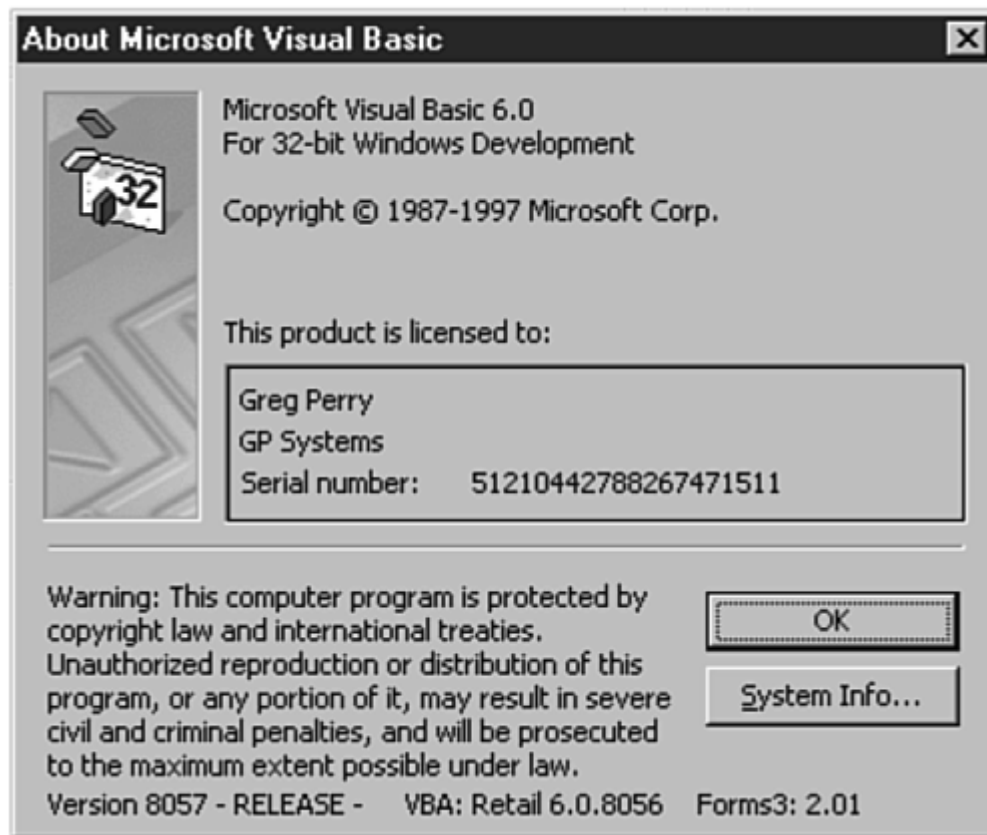 About Microsoft Visual Basic
32
Microsoft Visual Basic 6.0
For 32-bit Windows Development
Copyright © 1987-1997 Microsoft Corp.
This product is licensed to:
Greg Perry
GP Systems
Serial number: 51210442788267471511
Warning: This computer program is protected by
copyright law and international treaties.
Unauthorized reproduction or distribution of this
program, or any portion of it, may result in severe
civil and criminal penalties, and will be prosecuted
to the maximum extent possible under law.
OK
System Info...
Version 8057 - RELEASE - VBA: Retail 6.0.8056 Forms3: 2.01